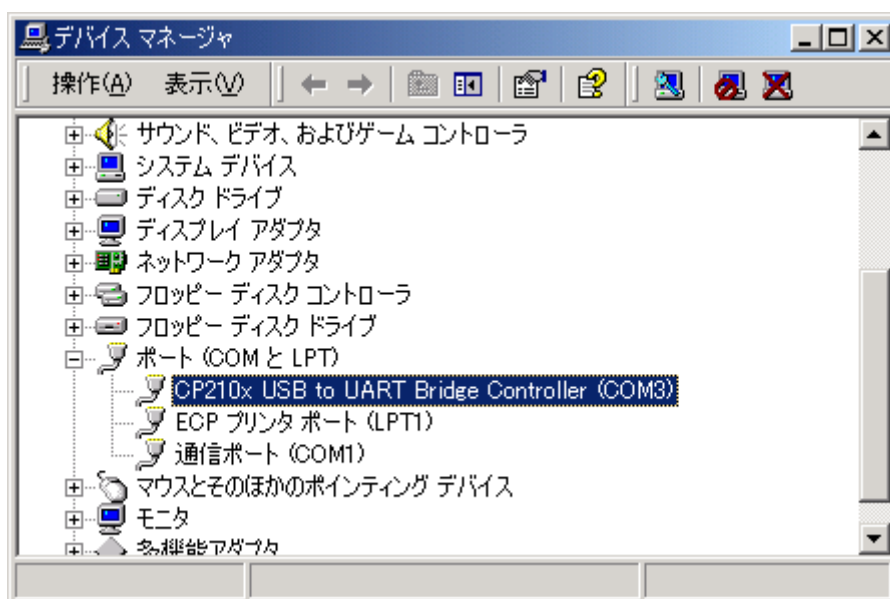 デバイス マネージャ
操作(A) 表示(V)
サウンド、ビデオ、およびゲーム コントローラ
システム デバイス
ディスク ドライブ
ディスプレイ アダプタ
ネットワーク アダプタ
フロッピー ディスク コントローラ
フロッピー ディスク ドライブ
ポート (COM と LPT)
CP210x USB to UART Bridge Controller (COM3)
ECP プリンタ ポート (LPT1)
通信ポート (COM1)
マウスとそのほかのポインティング デバイス
モニタ
多機能アダプタ